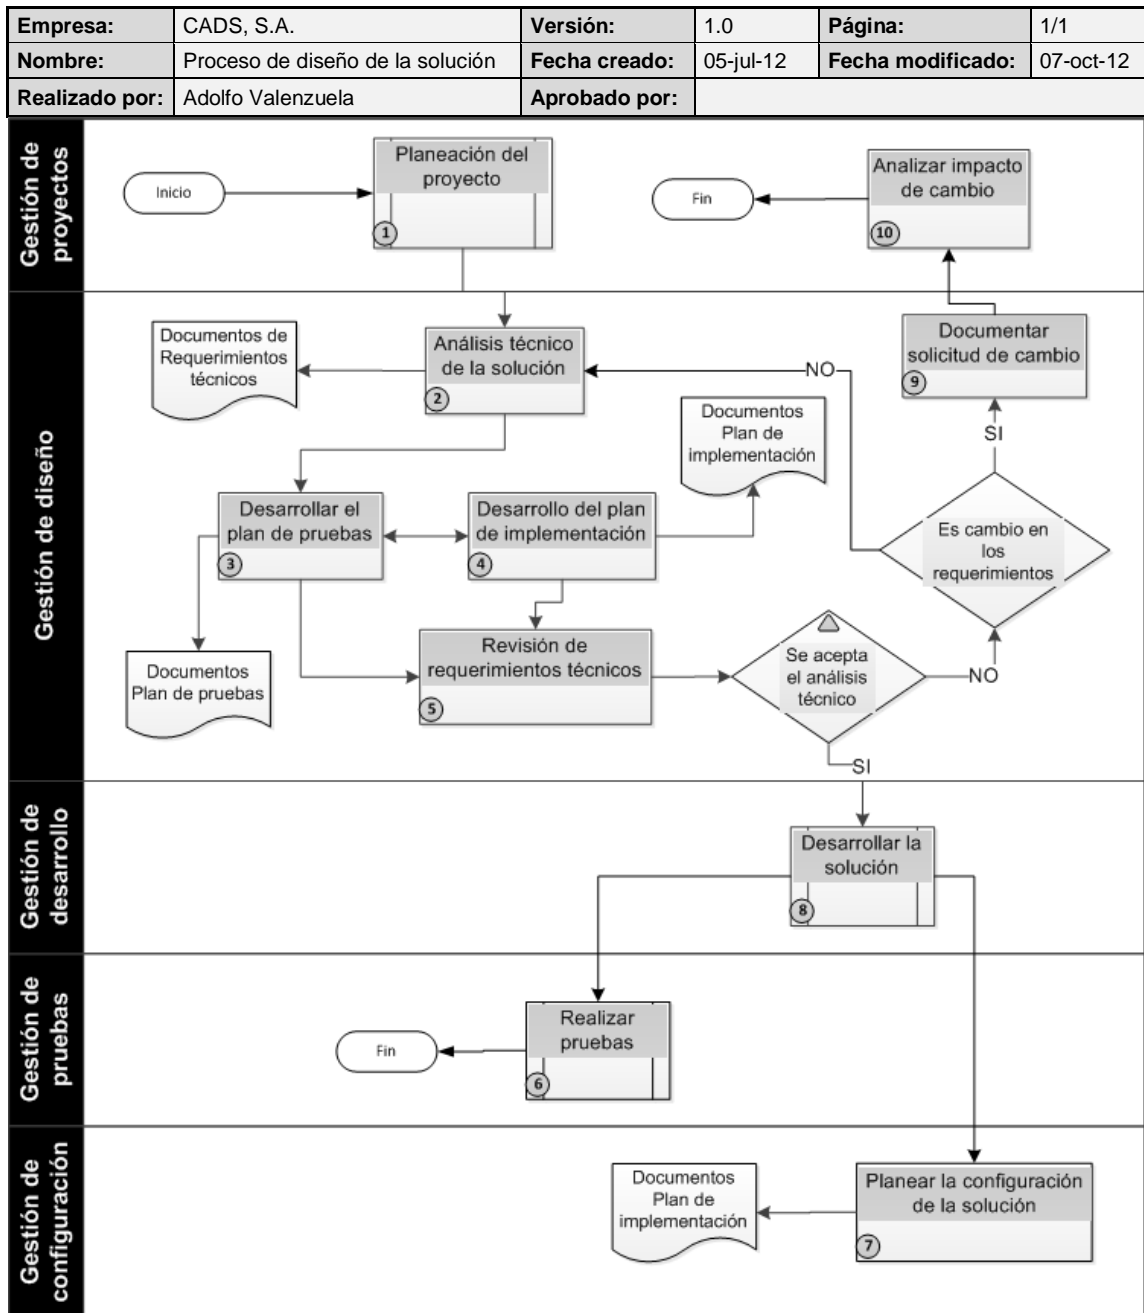 Empresa: CADS, S.A. Versión: 1.0 Página: 1/1
Nombre: Proceso de diseño de la solución Fecha creado: 05-jul-12 Fecha modificado: 07-oct-12
Realizado por: Adolfo Valenzuela Aprobado por:
Gestión de
proyectos
Inicio
Planeación del
proyecto
1
Fin
Analizar impacto
de cambio
10
Gestión de diseño
Documentos de
Requerimientos
técnicos
Análisis técnico
de la solución
2
NO
Documentar
solicitud de cambio
9
SI
Documentos
Plan de
implementación
Desarrollar el
plan de pruebas
3
Desarrollo del plan
de implementación
4
Es cambio en
los
requerimientos
Documentos
Plan de pruebas
Revisión de
requerimientos técnicos
5
Se acepta
el análisis
técnico
NO
SI
Gestión de
desarrollo
Desarrollar la
solución
8
Gestión de
pruebas
Fin
Realizar
pruebas
6
Gestión de
configuración
Documentos
Plan de
implementación
Planear la configuración
de la solución
7